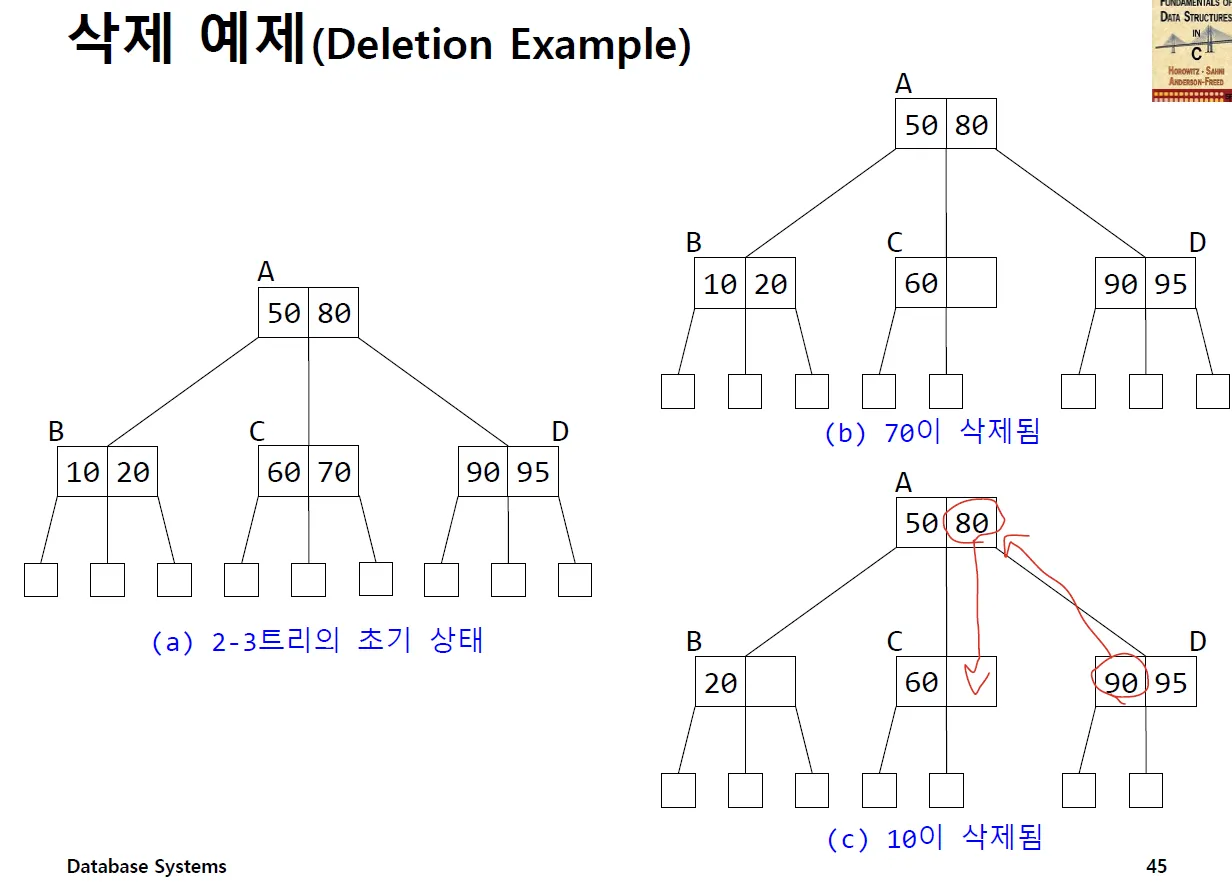 삭제 예제(Deletion Example)
FUNDAMENTALS OF
DATA STRUCTURES
IN
C
HOROWITZ · SAHNI
ANDERSON-FREED
A
50 80
B C D
10 20 60 70 90 95
(a) 2-3트리의 초기 상태
A
50 80
B C D
10 20 60 90 95
(b) 70이 삭제됨
A
50 80
B C D
20 60 90 95
(c) 10이 삭제됨
Database Systems
45